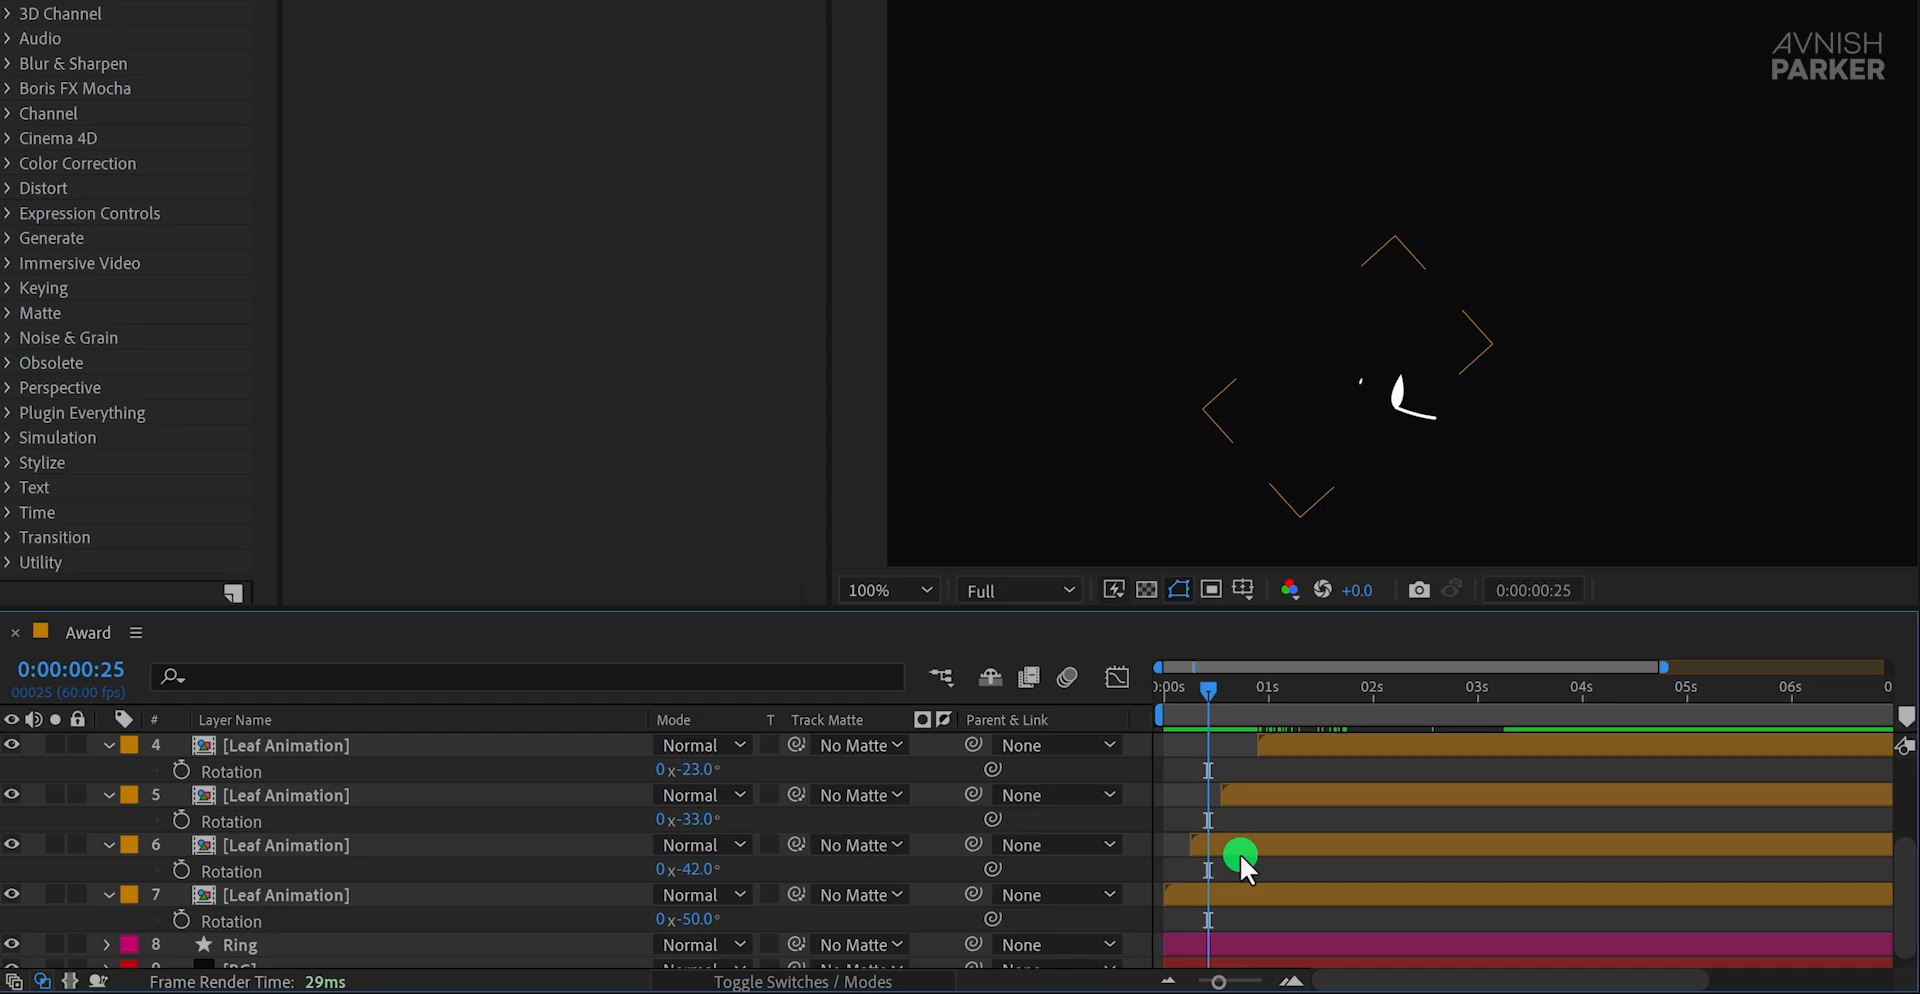 3D Channel
Audio
Blur & Sharpen
Boris FX Mocha
Channel
Cinema 4D
Color Correction
Distort
Expression Controls
Generate
Immersive Video
Keying
Matte
Noise & Grain
Obsolete
Perspective
Plugin Everything
Simulation
Stylize
Text
Time
Transition
Utility
AVNISH
PARKER
100% Full +0.0 0:00:00:25
Award
0:00:00:25
00025 (60.00 fps)
:00s 01s 02s 03s 04s 05s 06s 0
# Layer Name Mode T Track Matte Parent & Link
4 [Leaf Animation] Normal No Matte None
Rotation 0x-23.0°
5 [Leaf Animation] Normal No Matte None
Rotation 0x-33.0°
6 [Leaf Animation] Normal No Matte None
Rotation 0x-42.0°
7 [Leaf Animation] Normal No Matte None
Rotation 0x-50.0°
8 Ring Normal No Matte None
Frame Render Time: 29ms Toggle Switches / Modes